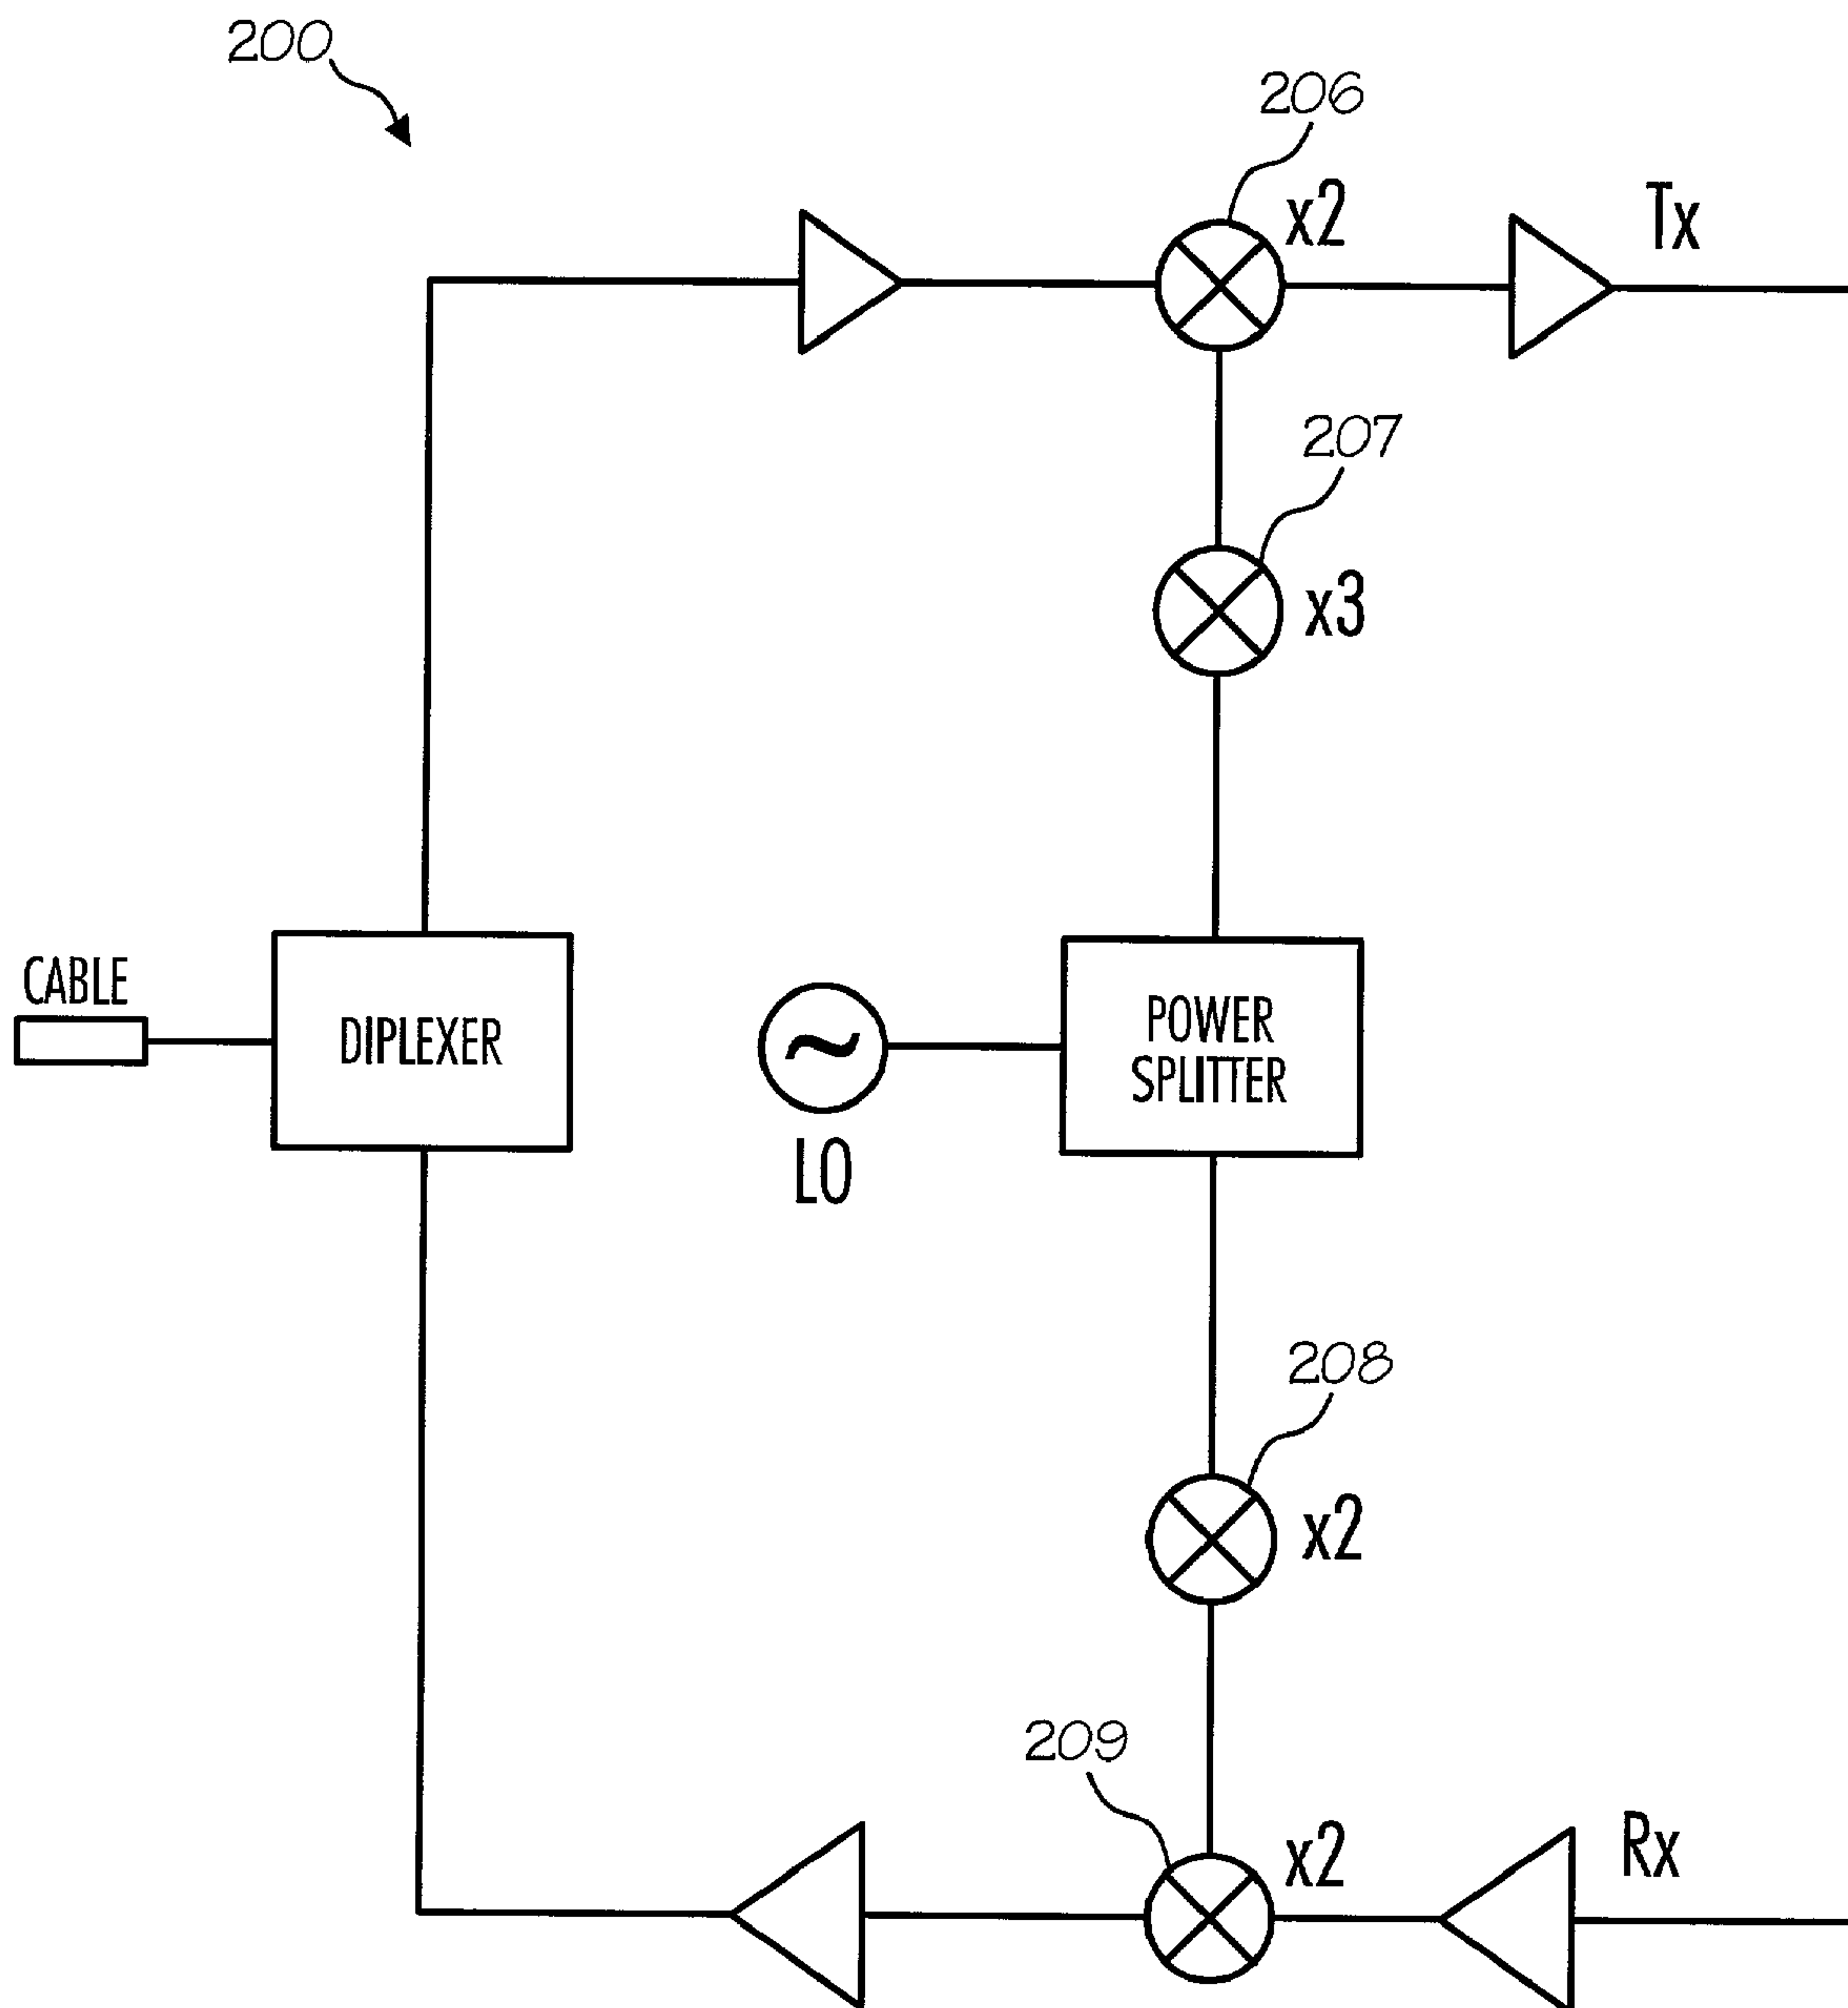 200
206
x2
Tx
207
x3
CABLE
DIPLEXER
POWER
SPLITTER
LO
208
x2
209
x2
Rx